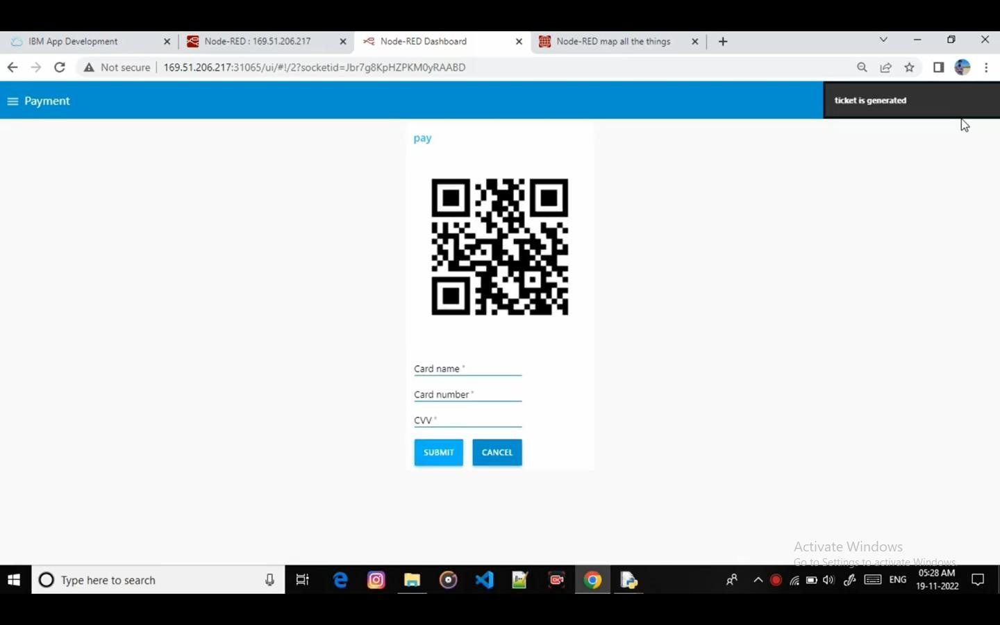 IBM App Development
Node-RED : 169.51.206.217
Node-RED Dashboard
Node-RED map all the things
Not secure
169.51.206.217:31065/ui/#!/2?socketid=Jbr7g8KpHZPKM0yRAABD
Payment
ticket is generated
pay
Card name *
Card number *
CVV *
SUBMIT
CANCEL
Activate Windows
Go to Settings to activate Windows.
Type here to search
ENG
05:28 AM
19-11-2022